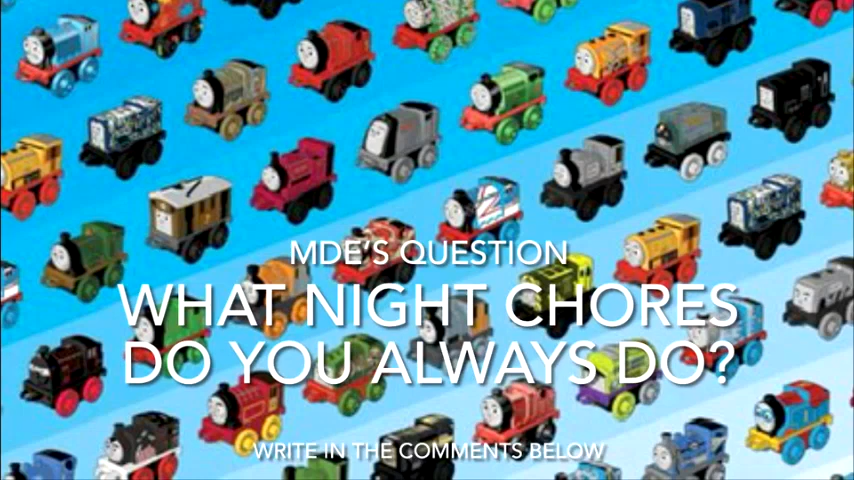 MDE'S QUESTION
WHAT NIGHT CHORES
DO YOU ALWAYS DO?
WRITE IN THE COMMENTS BELOW